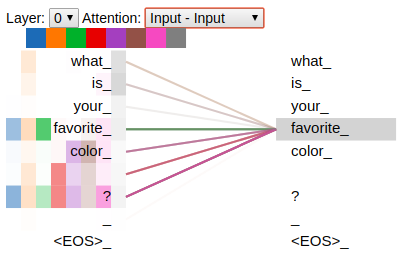 Layer: 0 Attention: Input - Input
what_ what_
is_ is_
your_ your_
favorite_ favorite_
color_ color_
? ?
_ _
<EOS>_ <EOS>_